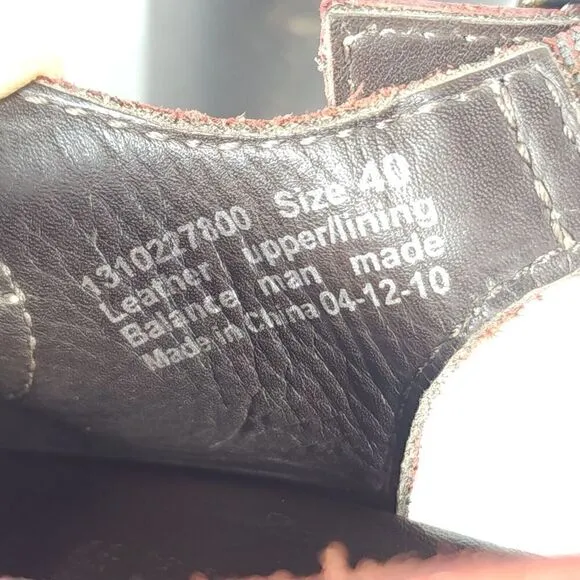 1310227800 Size 40
Leather upper/lining
Balance man made
Made in China 04-12-10